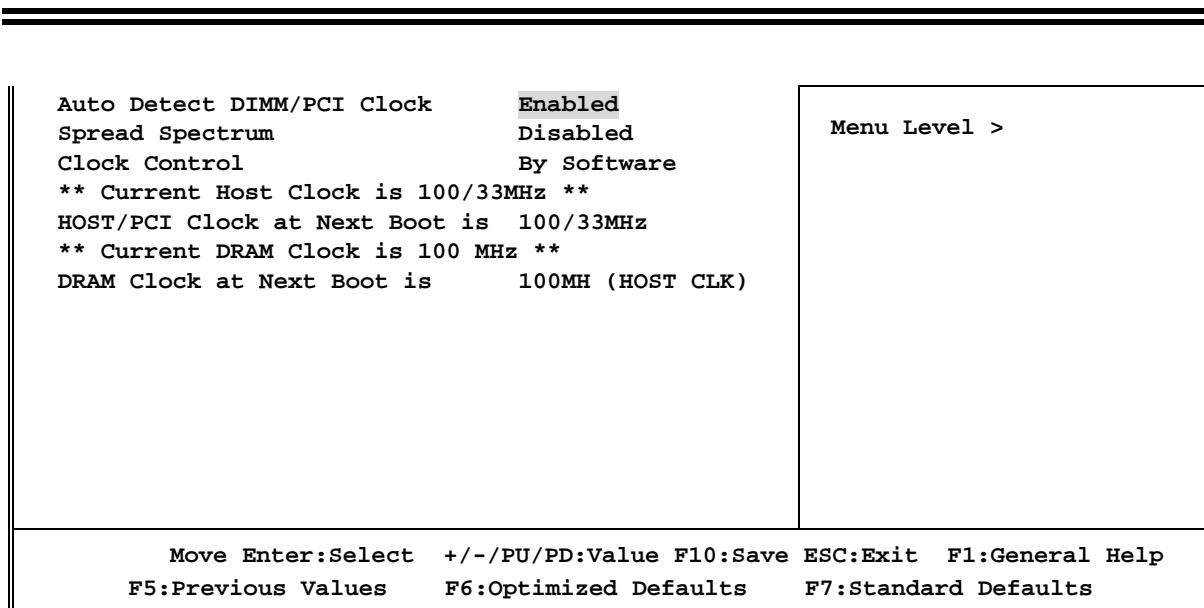 Auto Detect DIMM/PCI Clock Enabled
Spread Spectrum Disabled
Clock Control By Software
** Current Host Clock is 100/33MHz **
HOST/PCI Clock at Next Boot is 100/33MHz
** Current DRAM Clock is 100 MHz **
DRAM Clock at Next Boot is 100MH (HOST CLK)
Menu Level >
Move Enter:Select +/-/PU/PD:Value F10:Save ESC:Exit F1:General Help
F5:Previous Values F6:Optimized Defaults F7:Standard Defaults